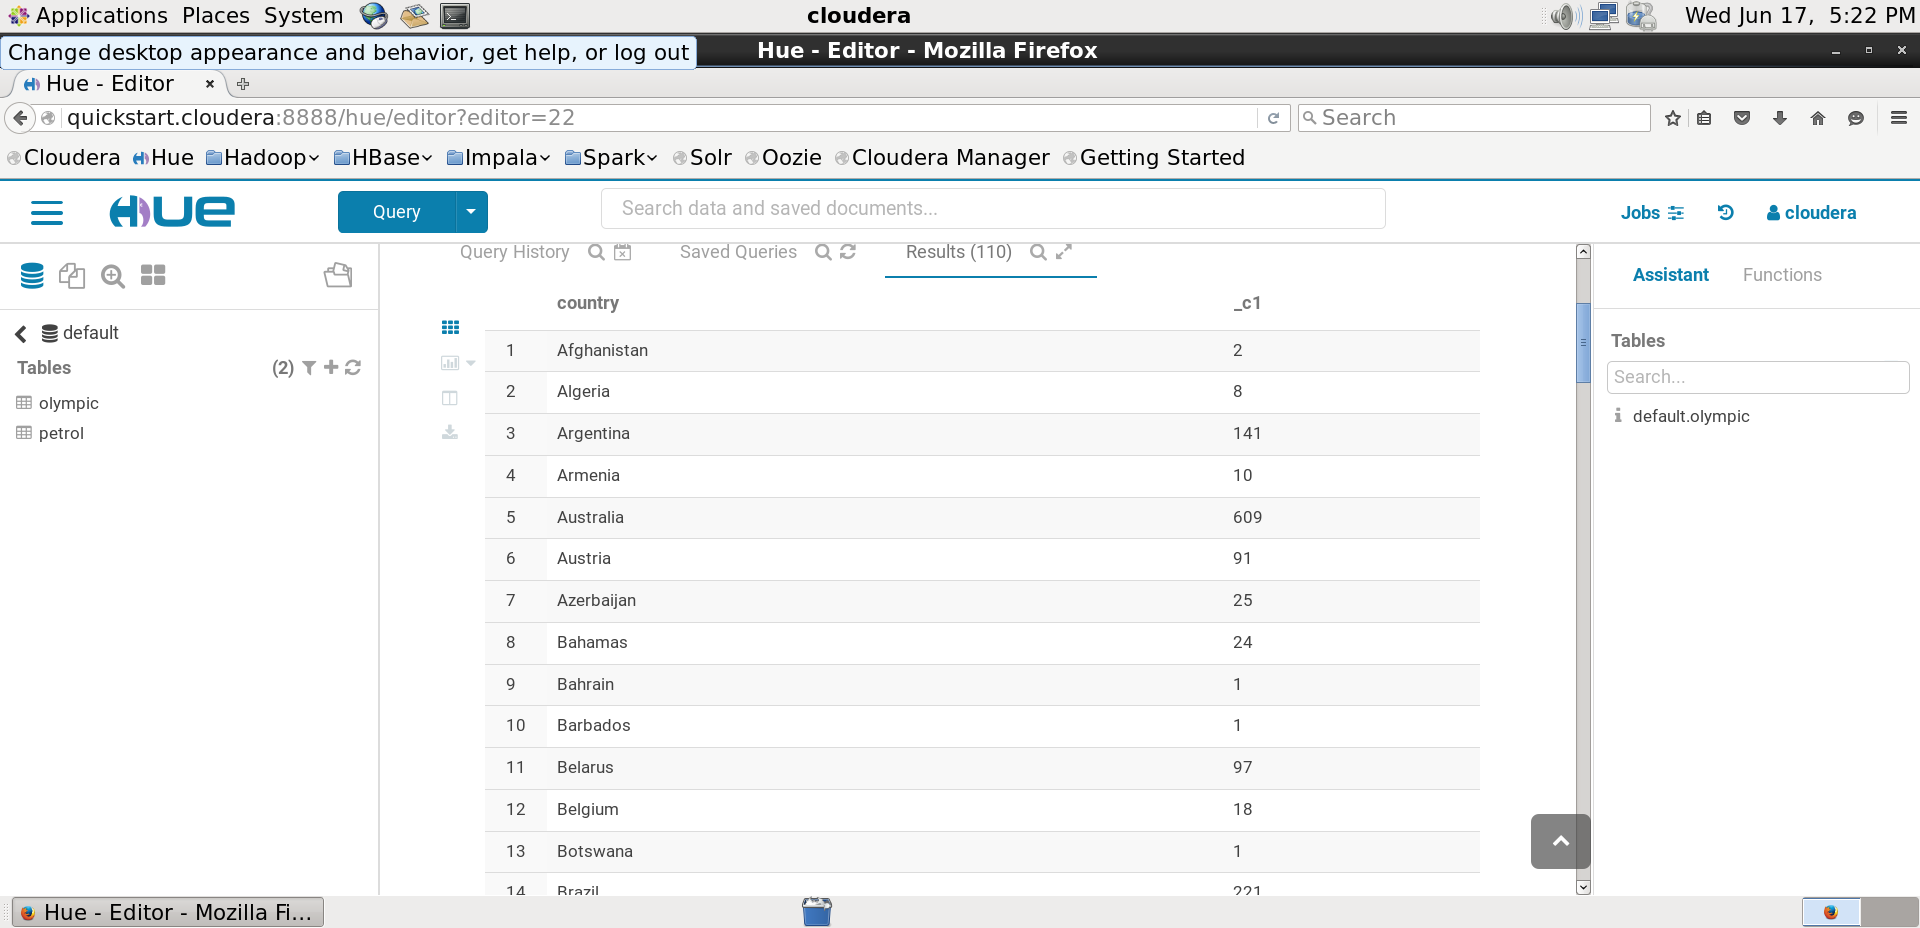 Applications Places System cloudera Wed Jun 17, 5:22 PM
Change desktop appearance and behavior, get help, or log out Hue - Editor - Mozilla Firefox
Hue - Editor
quickstart.cloudera:8888/hue/editor?editor=22 Search
Cloudera Hue Hadoop HBase Impala Spark Solr Oozie Cloudera Manager Getting Started
HUE Query Search data and saved documents... Jobs cloudera
Query History Saved Queries Results (110)
Assistant Functions
default
Tables (2)
olympic
petrol
country _c1
1 Afghanistan 2
2 Algeria 8
3 Argentina 141
4 Armenia 10
5 Australia 609
6 Austria 91
7 Azerbaijan 25
8 Bahamas 24
9 Bahrain 1
10 Barbados 1
11 Belarus 97
12 Belgium 18
13 Botswana 1
14 Brazil 221
Tables
Search...
default.olympic
Hue - Editor - Mozilla Fi...